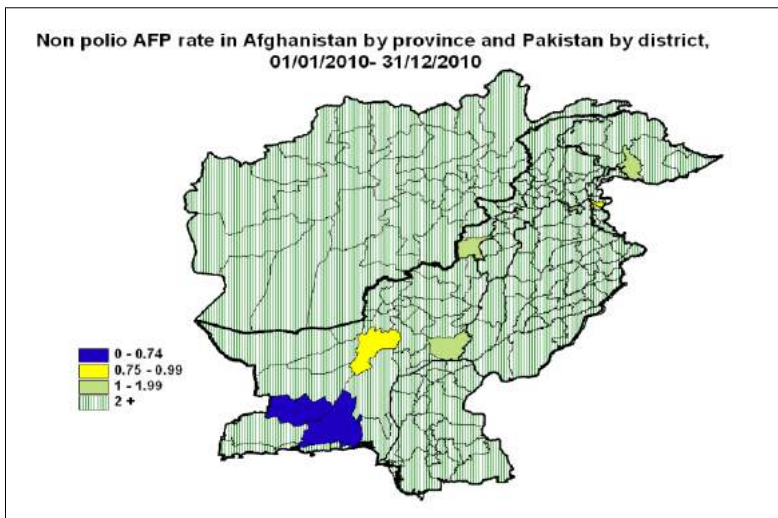 Non polio AFP rate in Afghanistan by province and Pakistan by district,
01/01/2010- 31/12/2010
0 - 0.74
0.75 - 0.99
1 - 1.99
2 +